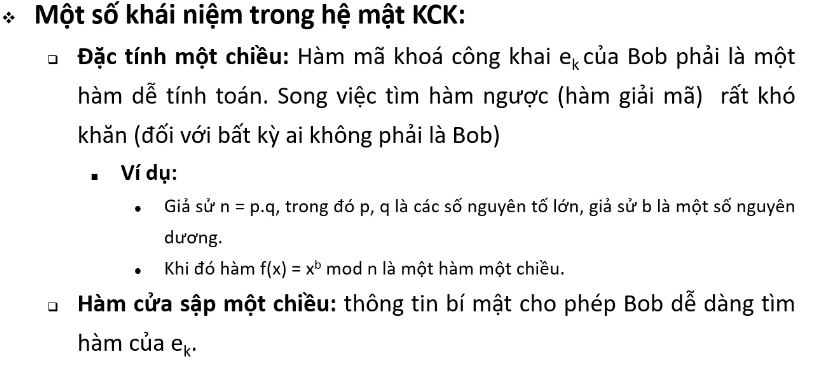 ❖ Một số khái niệm trong hệ mật KCK:
❑ Đặc tính một chiều: Hàm mã khoá công khai eₖ của Bob phải là một
hàm dễ tính toán. Song việc tìm hàm ngược (hàm giải mã) rất khó
khăn (đối với bất kỳ ai không phải là Bob)
▪ Ví dụ:
• Giả sử n = p.q, trong đó p, q là các số nguyên tố lớn, giả sử b là một số nguyên
dương.
• Khi đó hàm f(x) = xᵇ mod n là một hàm một chiều.
❑ Hàm cửa sập một chiều: thông tin bí mật cho phép Bob dễ dàng tìm
hàm của eₖ.